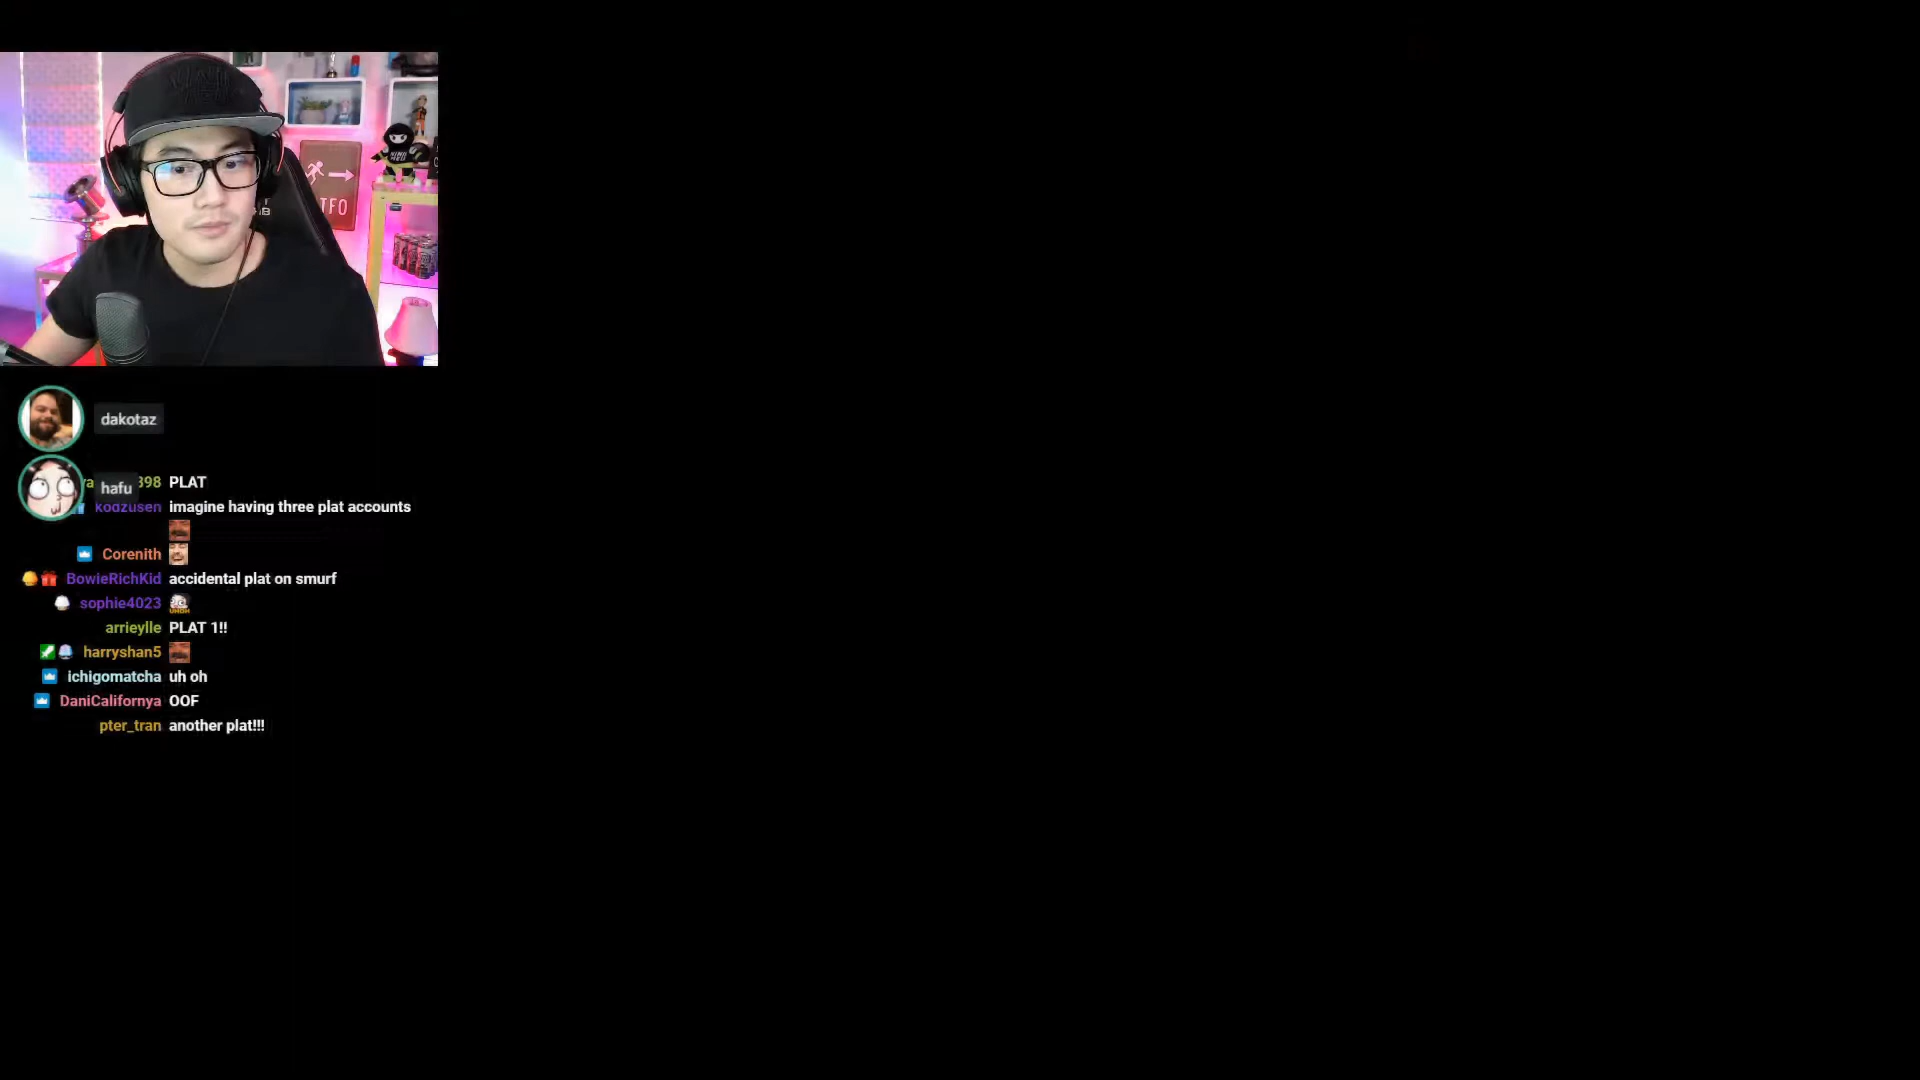 TFO
dakotaz
hafu
398 PLAT
kodzusen imagine having three plat accounts
Corenith
BowieRichKid accidental plat on smurf
sophie4023
arrieylle PLAT 1!!
harryshan5
ichigomatcha uh oh
DaniCalifornya OOF
pter_tran another plat!!!